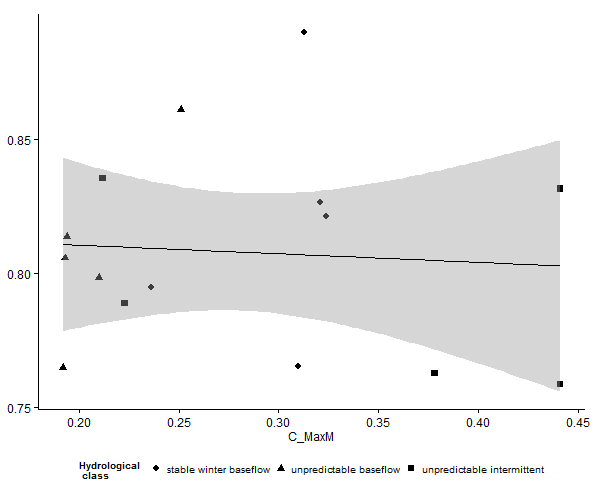 0.85
0.80
0.75
0.20 0.25 0.30 0.35 0.40 0.45
C_MaxM
Hydrological
class
stable winter baseflow unpredictable baseflow unpredictable intermittent